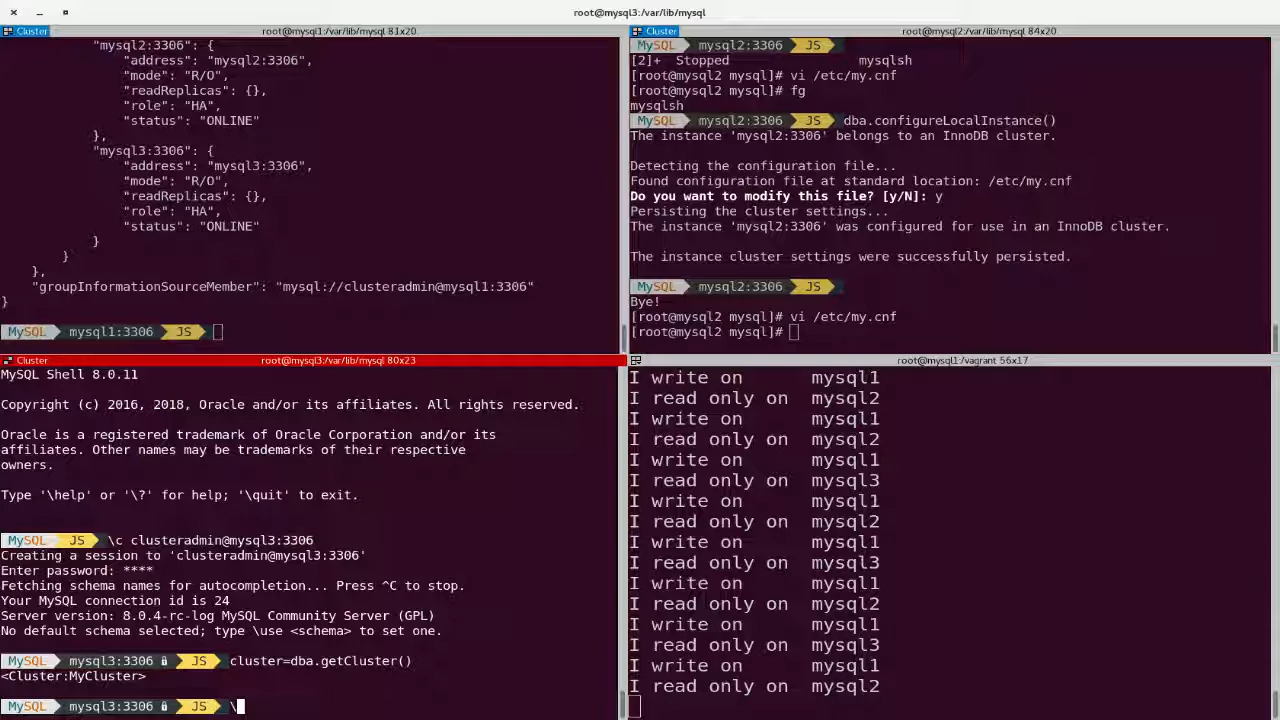 root@mysql3:/var/lib/mysql
Cluster root@mysql1:/var/lib/mysql 81x20
"mysql2:3306": {
"address": "mysql2:3306",
"mode": "R/O",
"readReplicas": {},
"role": "HA",
"status": "ONLINE"
},
"mysql3:3306": {
"address": "mysql3:3306",
"mode": "R/O",
"readReplicas": {},
"role": "HA",
"status": "ONLINE"
}
}
},
"groupInformationSourceMember": "mysql://clusteradmin@mysql1:3306"
}
MySQL mysql1:3306 JS
Cluster root@mysql2:/var/lib/mysql 84x20
MySQL mysql2:3306 JS
[2]+ Stopped mysqlsh
[root@mysql2 mysql]# vi /etc/my.cnf
[root@mysql2 mysql]# fg
mysqlsh
MySQL mysql2:3306 JS dba.configureLocalInstance()
The instance 'mysql2:3306' belongs to an InnoDB cluster.
Detecting the configuration file...
Found configuration file at standard location: /etc/my.cnf
Do you want to modify this file? [y/N]: y
Persisting the cluster settings...
The instance 'mysql2:3306' was configured for use in an InnoDB cluster.
The instance cluster settings were successfully persisted.
MySQL mysql2:3306 JS
Bye!
[root@mysql2 mysql]# vi /etc/my.cnf
[root@mysql2 mysql]#
Cluster root@mysql3:/var/lib/mysql 80x23
MySQL Shell 8.0.11
Copyright (c) 2016, 2018, Oracle and/or its affiliates. All rights reserved.
Oracle is a registered trademark of Oracle Corporation and/or its
affiliates. Other names may be trademarks of their respective
owners.
Type '\help' or '\?' for help; '\quit' to exit.
MySQL JS \c clusteradmin@mysql3:3306
Creating a session to 'clusteradmin@mysql3:3306'
Enter password: ****
Fetching schema names for autocompletion... Press ^C to stop.
Your MySQL connection id is 24
Server version: 8.0.4-rc-log MySQL Community Server (GPL)
No default schema selected; type \use <schema> to set one.
MySQL mysql3:3306 JS cluster=dba.getCluster()
<Cluster:MyCluster>
MySQL mysql3:3306 JS \
root@mysql1:/vagrant 56x17
I write on mysql1
I read only on mysql2
I write on mysql1
I read only on mysql2
I write on mysql1
I read only on mysql3
I write on mysql1
I read only on mysql2
I write on mysql1
I read only on mysql3
I write on mysql1
I read only on mysql2
I write on mysql1
I read only on mysql3
I write on mysql1
I read only on mysql2